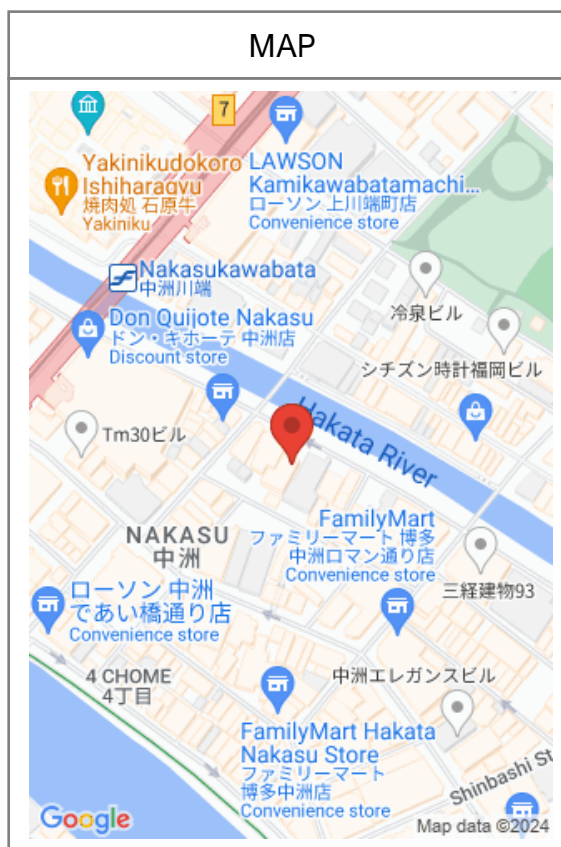 MAP
7
Yakinikudokoro
Ishiharagyu
焼肉処 石原牛
Yakiniku
LAWSON
Kamikawabatamachi...
ローソン 上川端町店
Convenience store
Nakasukawabata
中洲川端
冷泉ビル
Don Quijote Nakasu
ドン・キホーテ 中洲店
Discount store
シチズン時計福岡ビル
Hakata River
Tm30ビル
NAKASU
中洲
FamilyMart
ファミリーマート 博多
中洲ロマン通り店
Convenience store
三経建物93
ローソン 中洲
であい橋通り店
Convenience store
4 CHOME
4丁目
中洲エレガンスビル
FamilyMart Hakata
Nakasu Store
ファミリーマート
博多中洲店
Convenience store
Shinbashi St
Google
Map data ©2024